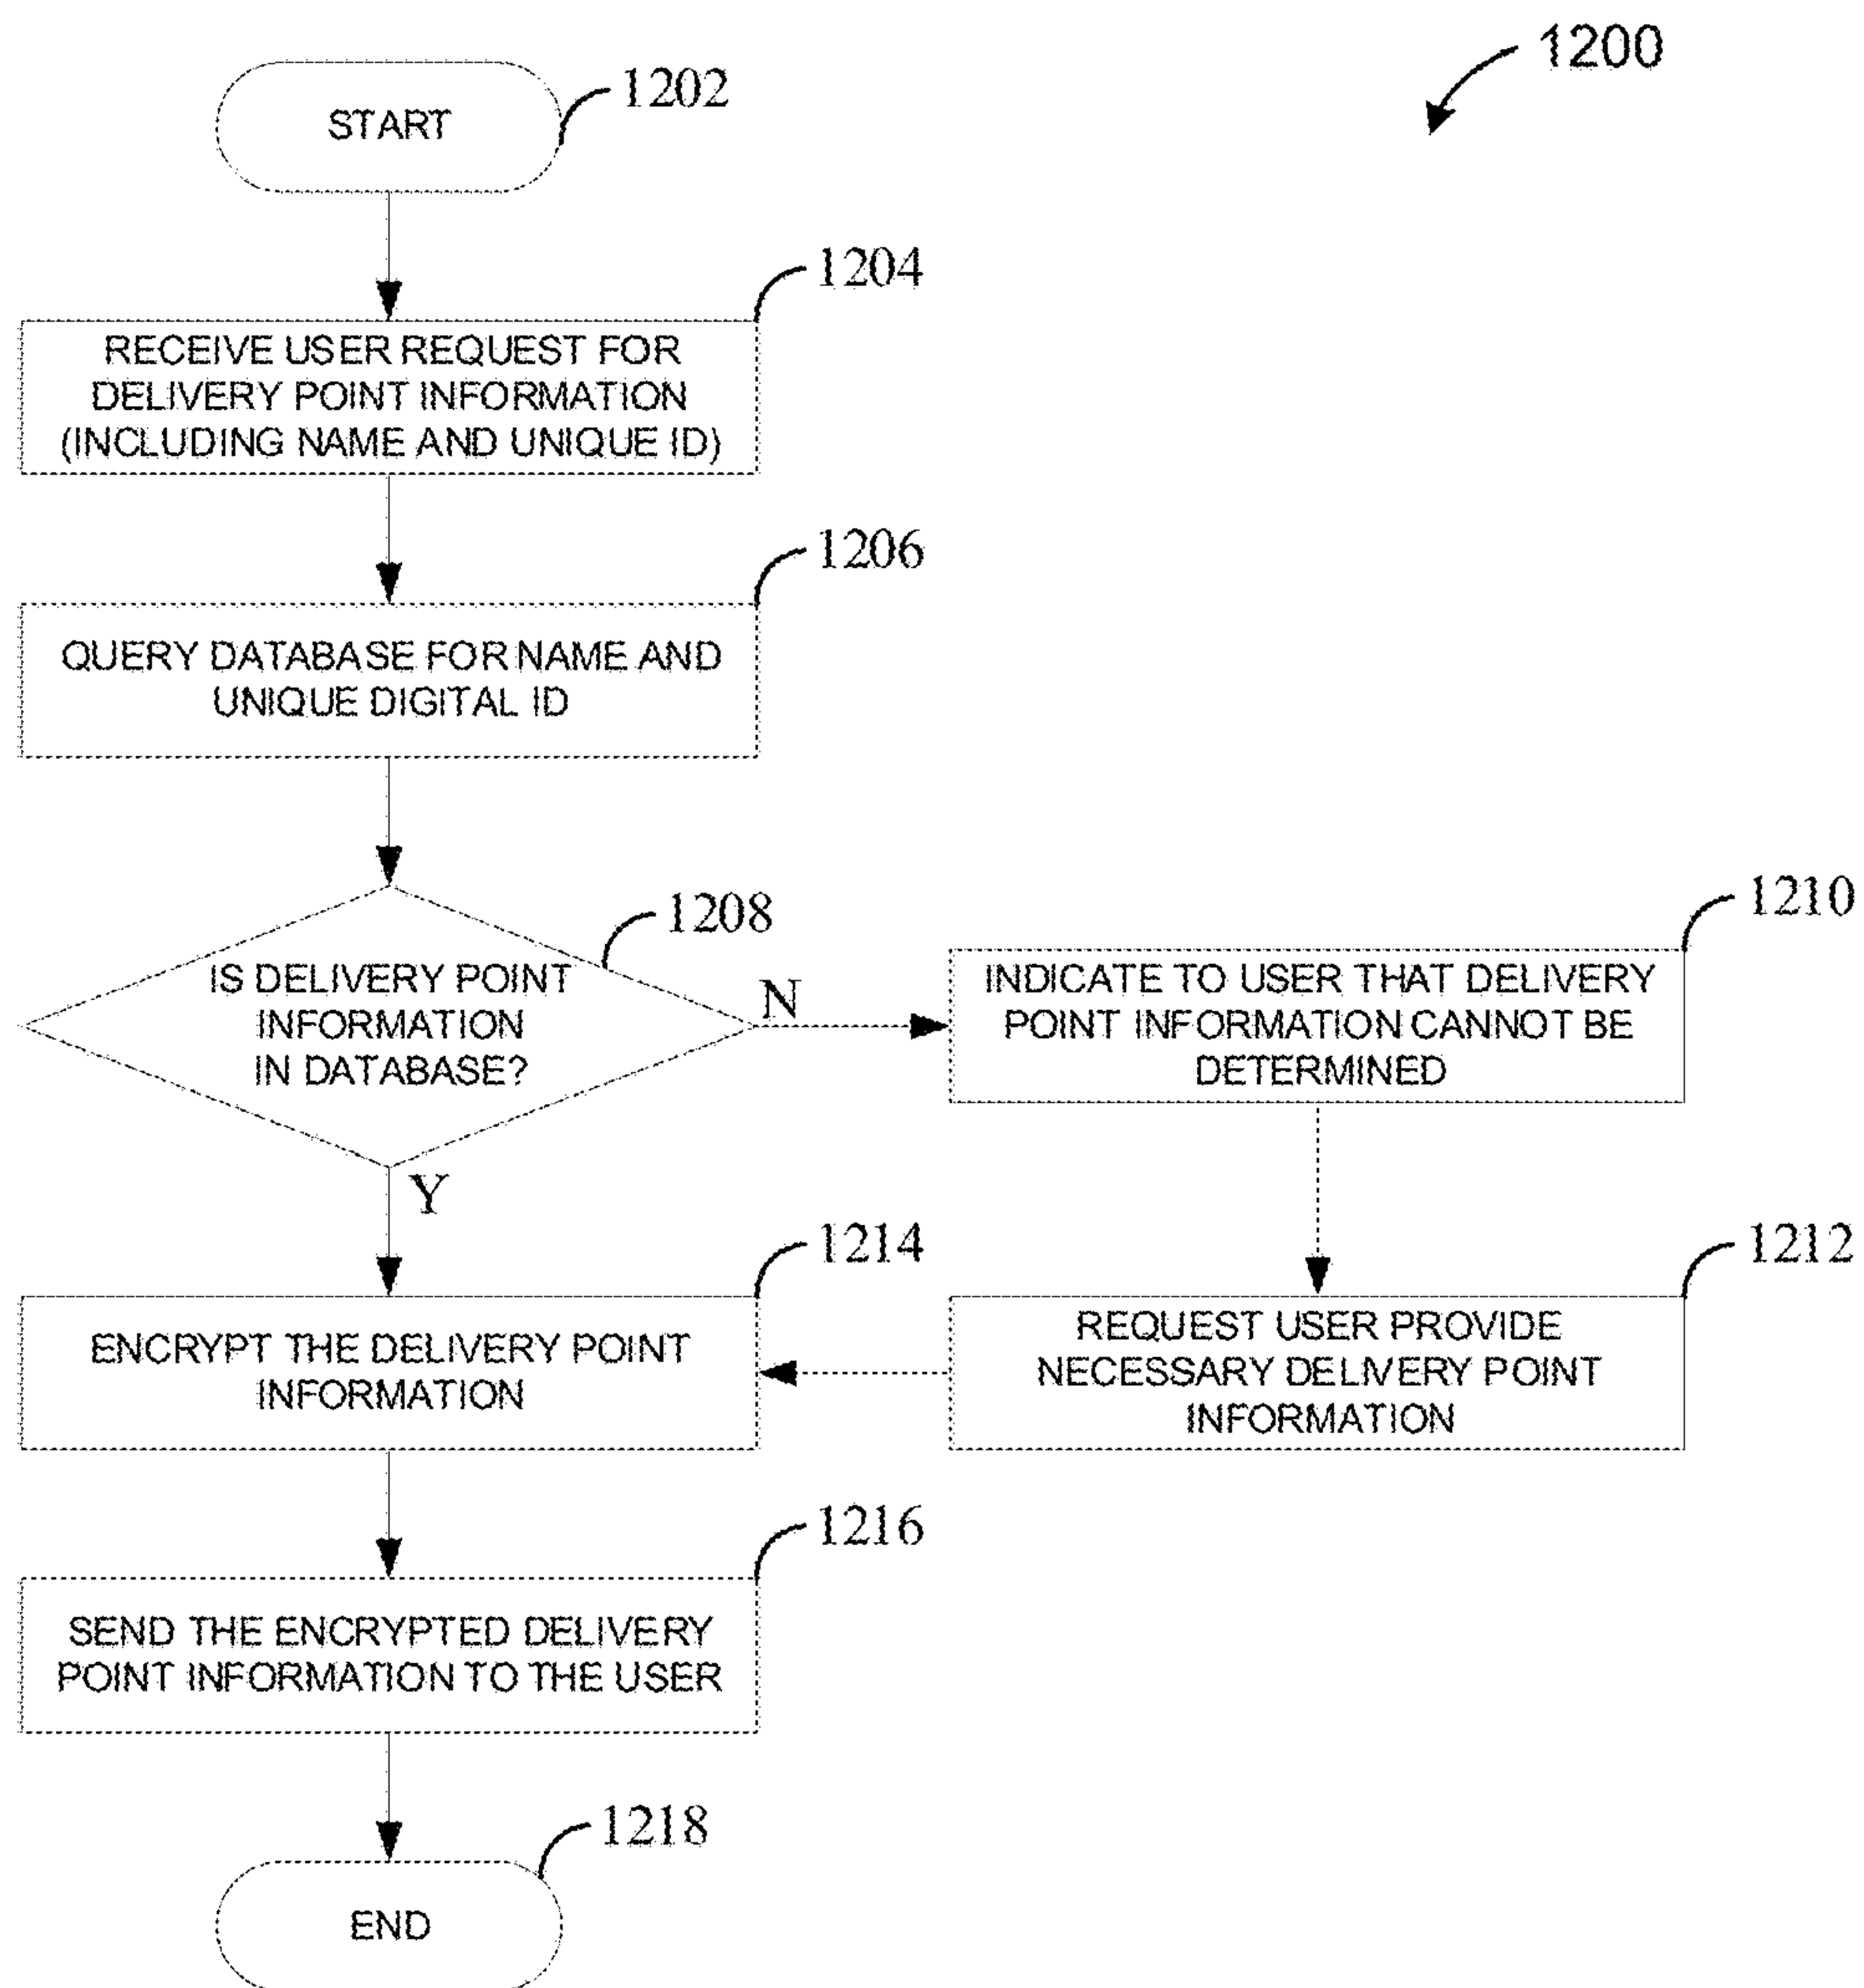 1200
START
1202
1204
RECEIVE USER REQUEST FOR
DELIVERY POINT INFORMATION
(INCLUDING NAME AND UNIQUE ID)
1206
QUERY DATABASE FOR NAME AND
UNIQUE DIGITAL ID
1208
IS DELIVERY POINT
INFORMATION
IN DATABASE?
N
Y
1210
INDICATE TO USER THAT DELIVERY
POINT INFORMATION CANNOT BE
DETERMINED
1212
REQUEST USER PROVIDE
NECESSARY DELIVERY POINT
INFORMATION
1214
ENCRYPT THE DELIVERY POINT
INFORMATION
1216
SEND THE ENCRYPTED DELIVERY
POINT INFORMATION TO THE USER
1218
END